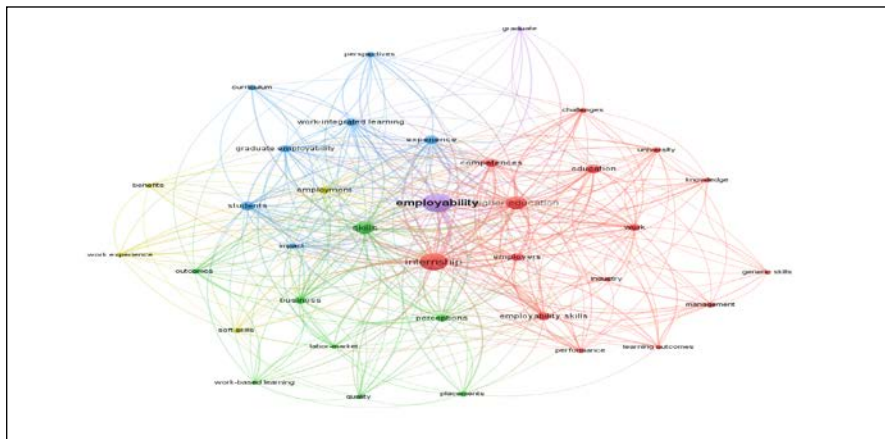 graduate
perspectives
curriculum
challenges
work-integrated learning
experience
graduate employability
university
competences
education
knowledge
benefits
employment
employability
higher education
students
skills
work
impact
work experience
internship
employers
outcomes
industry
general skills
business
management
perceptions
employability skills
soft skills
labor-market
performance
learning outcomes
work-based learning
quality
placements